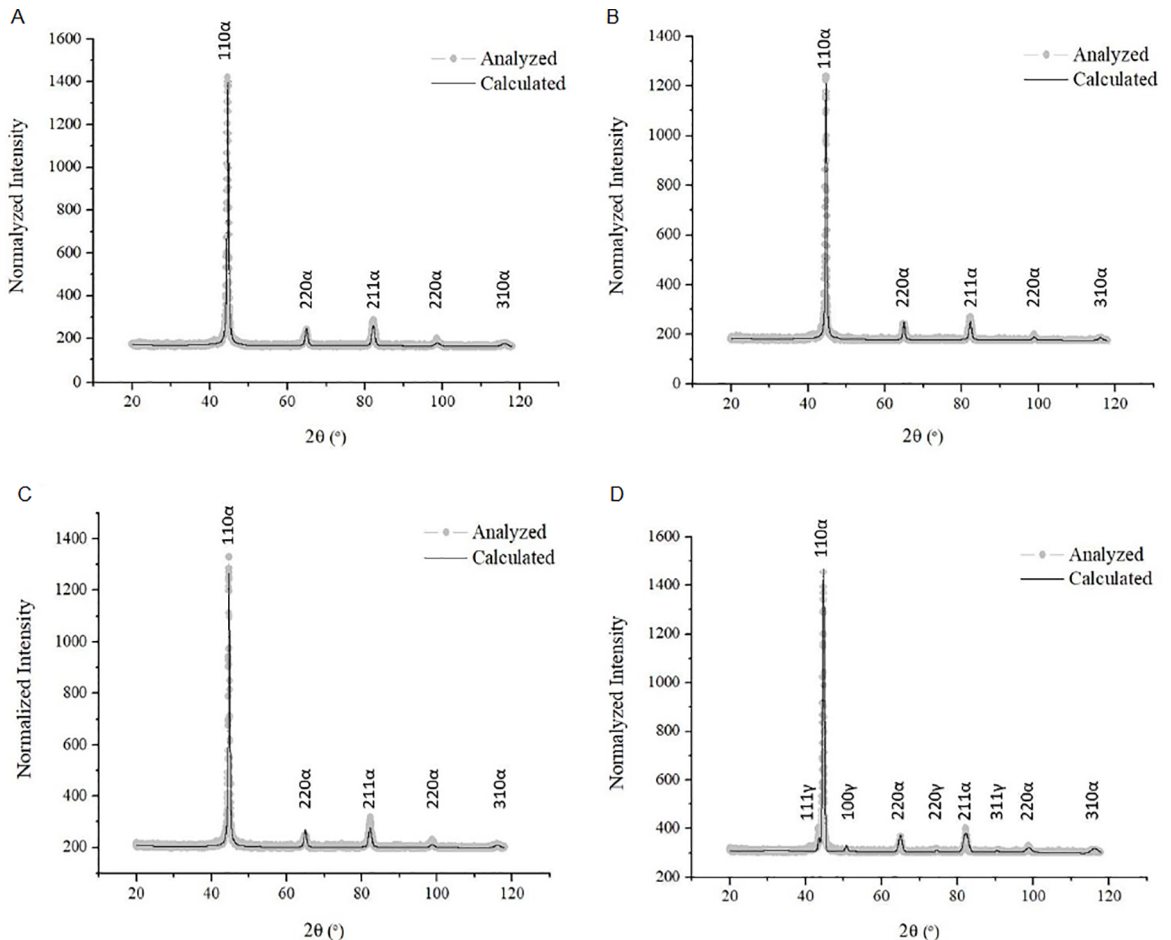 A
1600
1400
1200
1000
800
600
400
200
0
20 40 60 80 100 120
Normalyzed Intensity
2θ (°)
110α
220α
211α
220α
310α
Analyzed
Calculated
B
1400
1200
1000
800
600
400
200
0
20 40 60 80 100 120
Normalyzed Intensity
2θ (°)
110α
220α
211α
220α
310α
Analyzed
Calculated
C
1400
1200
1000
800
600
400
200
20 40 60 80 100 120
Normalized Intensity
2θ (°)
110α
220α
211α
220α
310α
Analyzed
Calculated
D
1600
1400
1200
1000
800
600
400
200
20 40 60 80 100 120
Normalyzed Intensity
2θ (°)
111γ
110α
100γ
220α
220γ
211α
311γ
220α
310α
Analyzed
Calculated